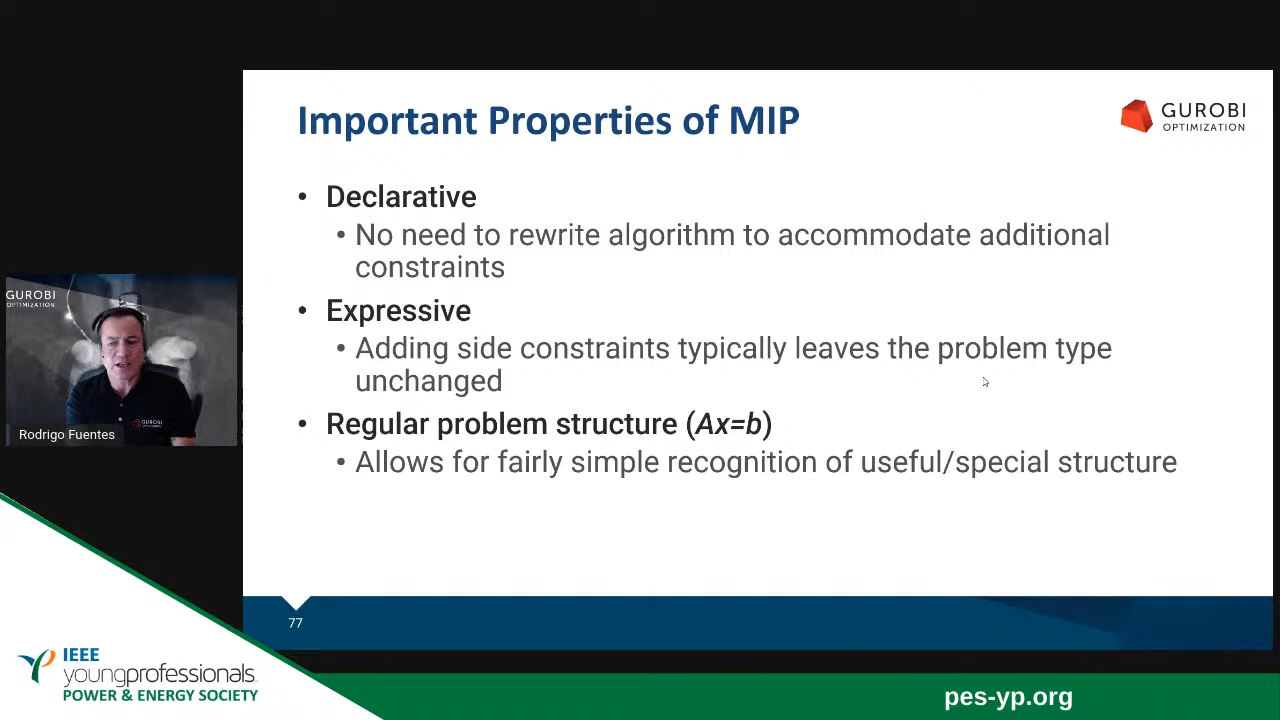 Important Properties of MIP
GUROBI
OPTIMIZATION
• Declarative
• No need to rewrite algorithm to accommodate additional
constraints
• Expressive
• Adding side constraints typically leaves the problem type
unchanged
• Regular problem structure (Ax=b)
• Allows for fairly simple recognition of useful/special structure
77
GUROBI
OPTIMIZATION
GUROBI
Rodrigo Fuentes
IEEE
youngprofessionals
POWER & ENERGY SOCIETY
pes-yp.org